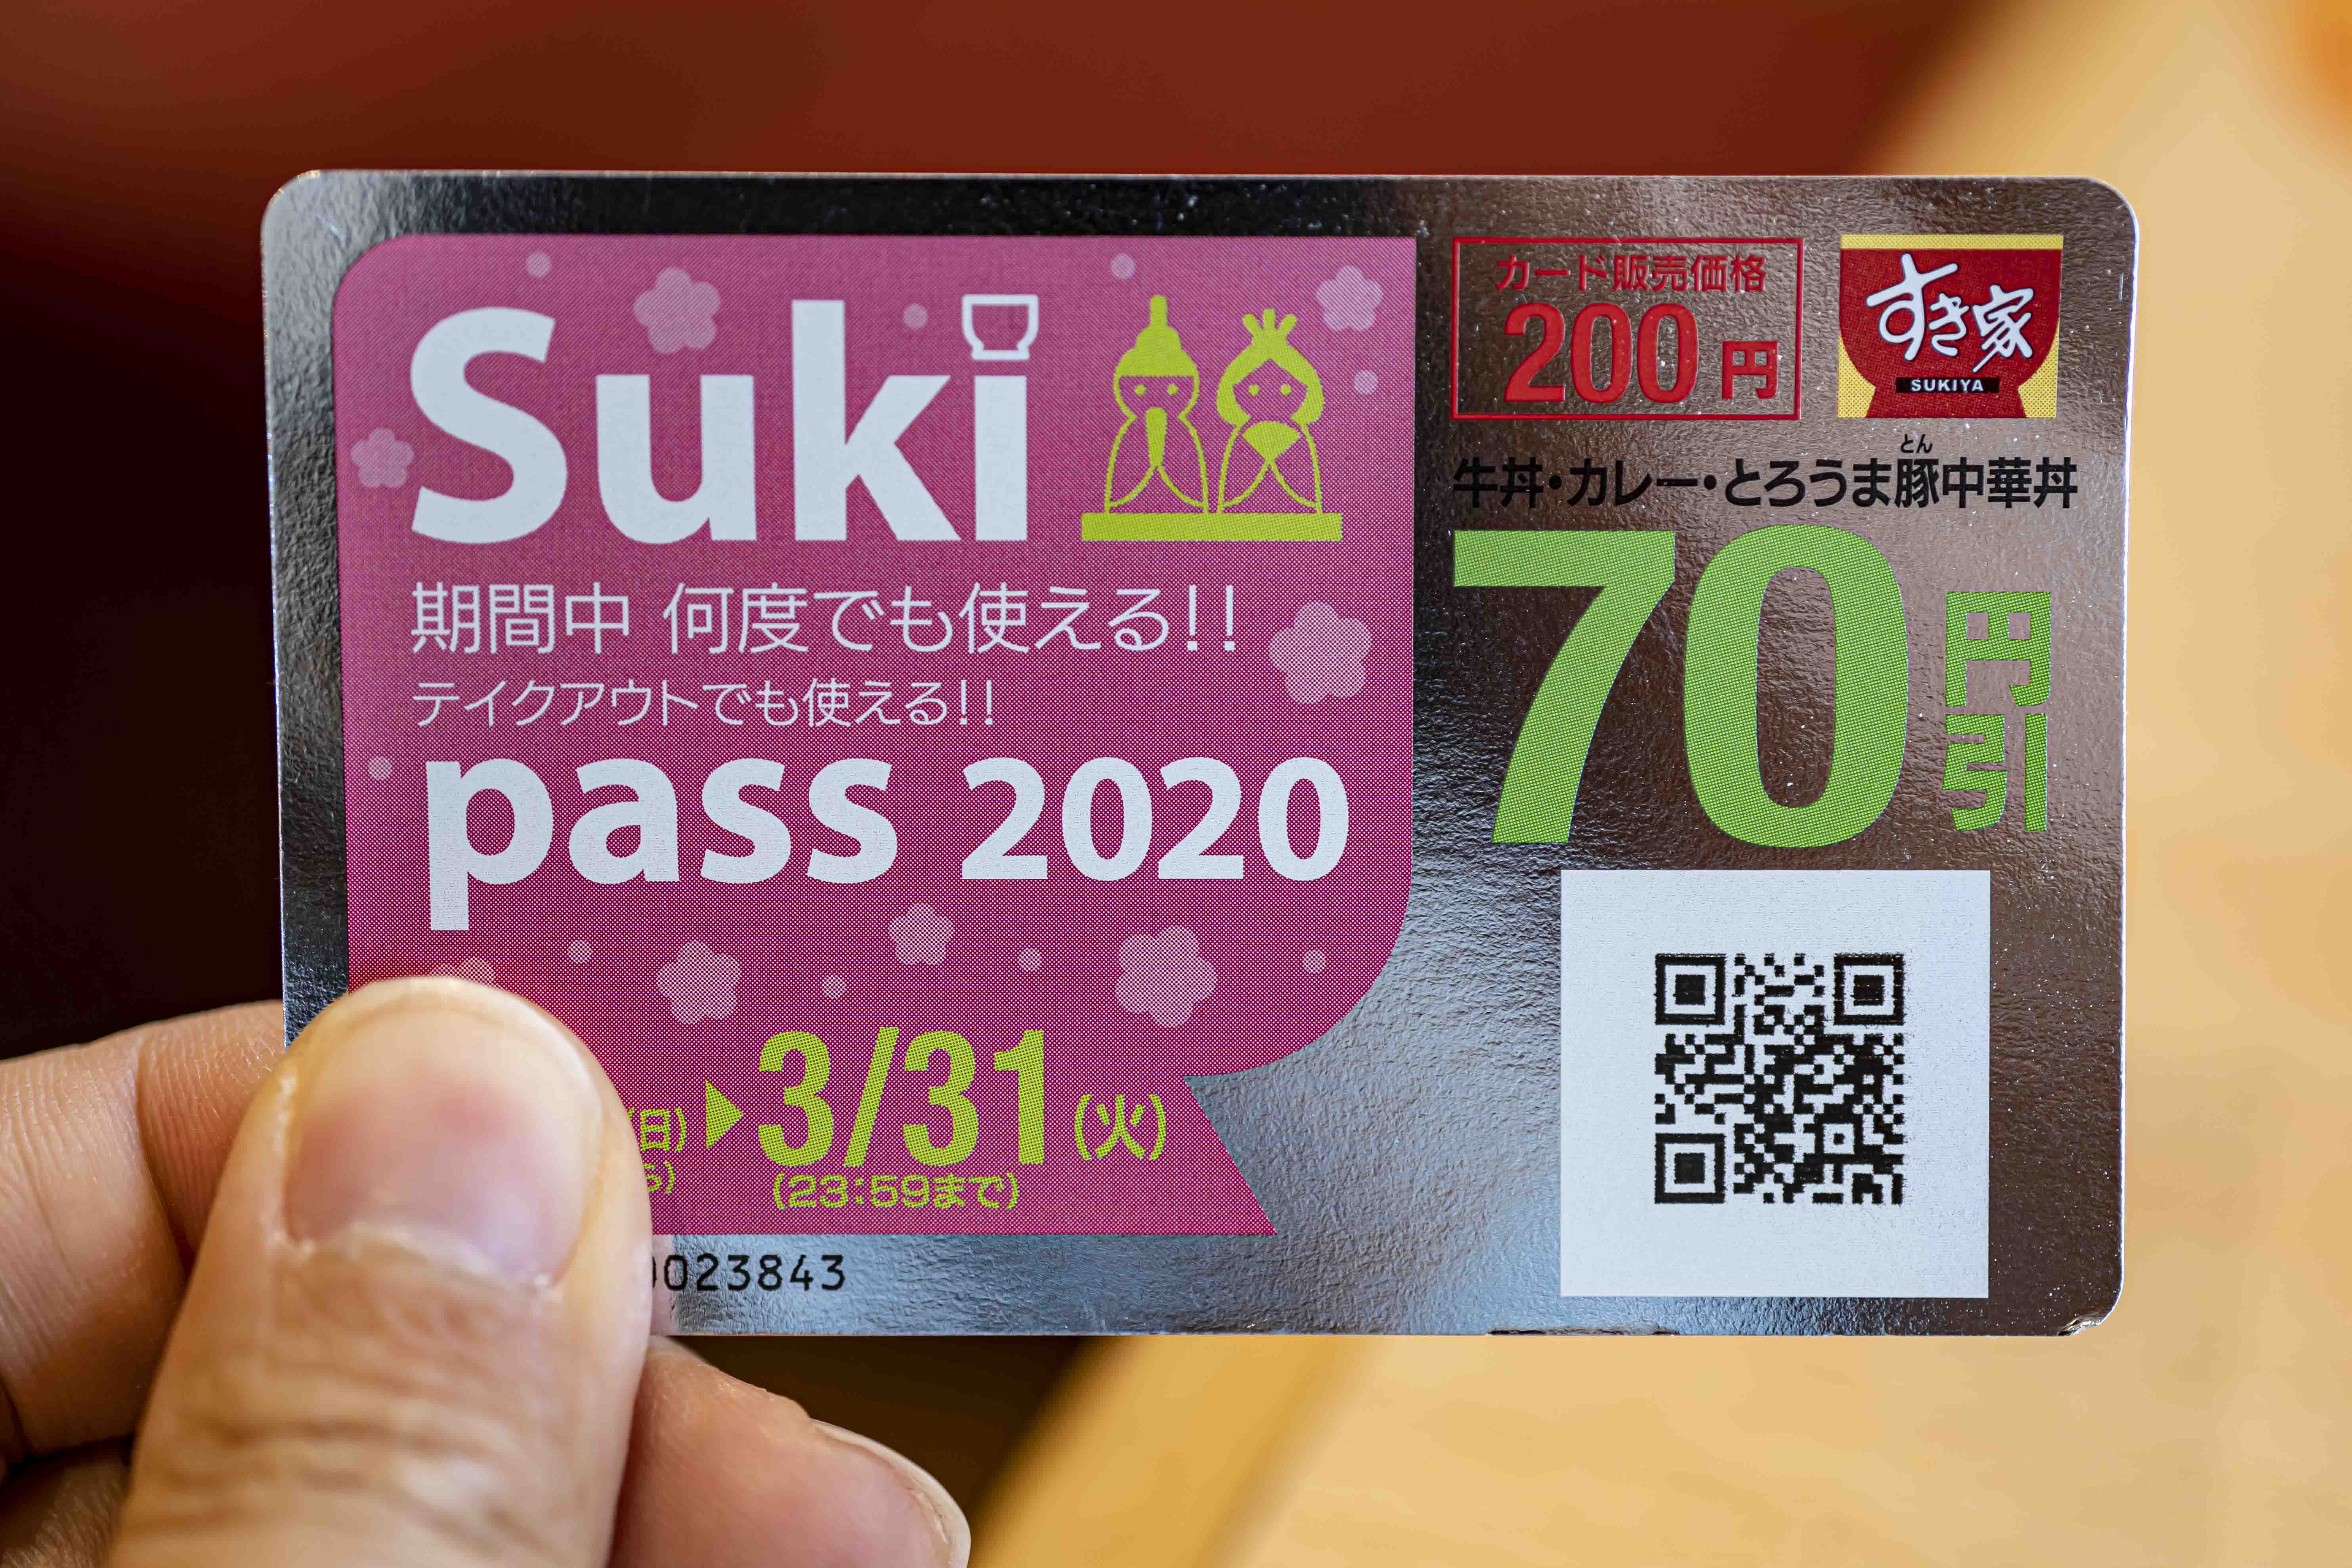 Suki
期間中 何度でも使える!!
テイクアウトでも使える!!
pass 2020
(日)▶3/31(火)
(23:59まで)
0023843
カード販売価格
200円
すき家
SUKIYA
とん
牛丼・カレー・とろうま豚中華丼
70円引